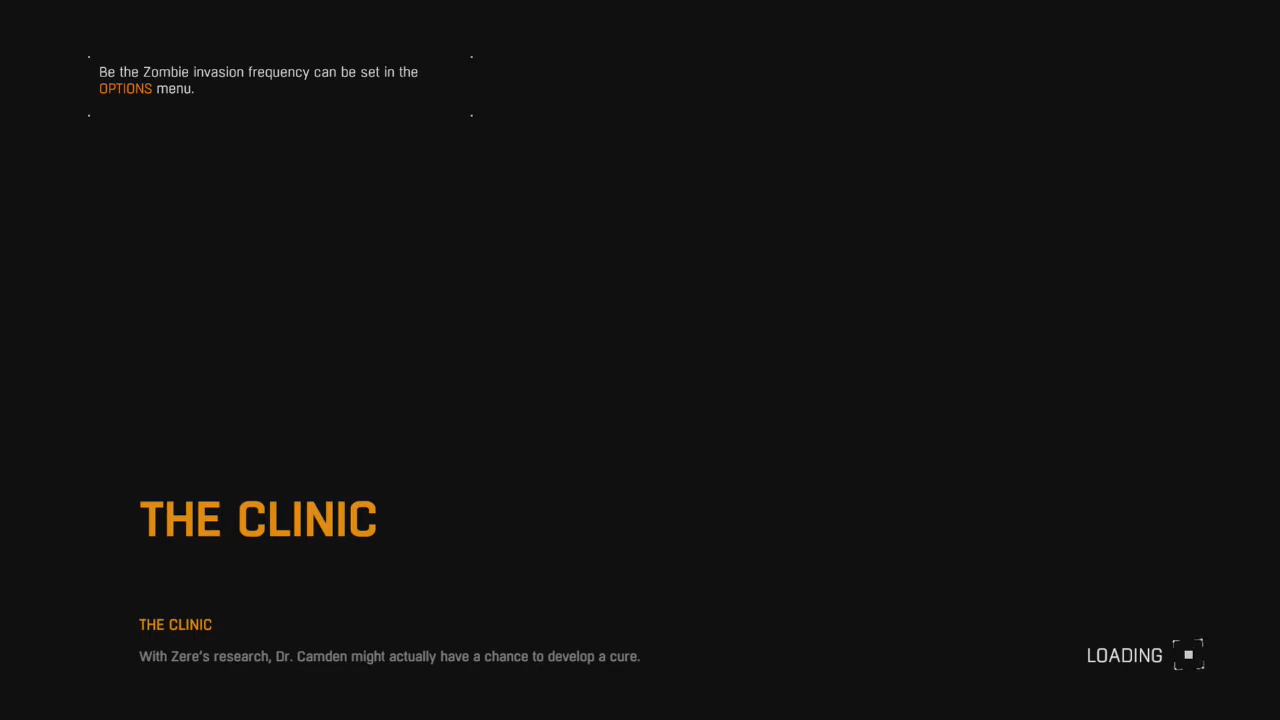 Be the Zombie invasion frequency can be set in the
OPTIONS menu.
THE CLINIC
THE CLINIC
With Zere's research, Dr. Camden might actually have a chance to develop a cure.
LOADING